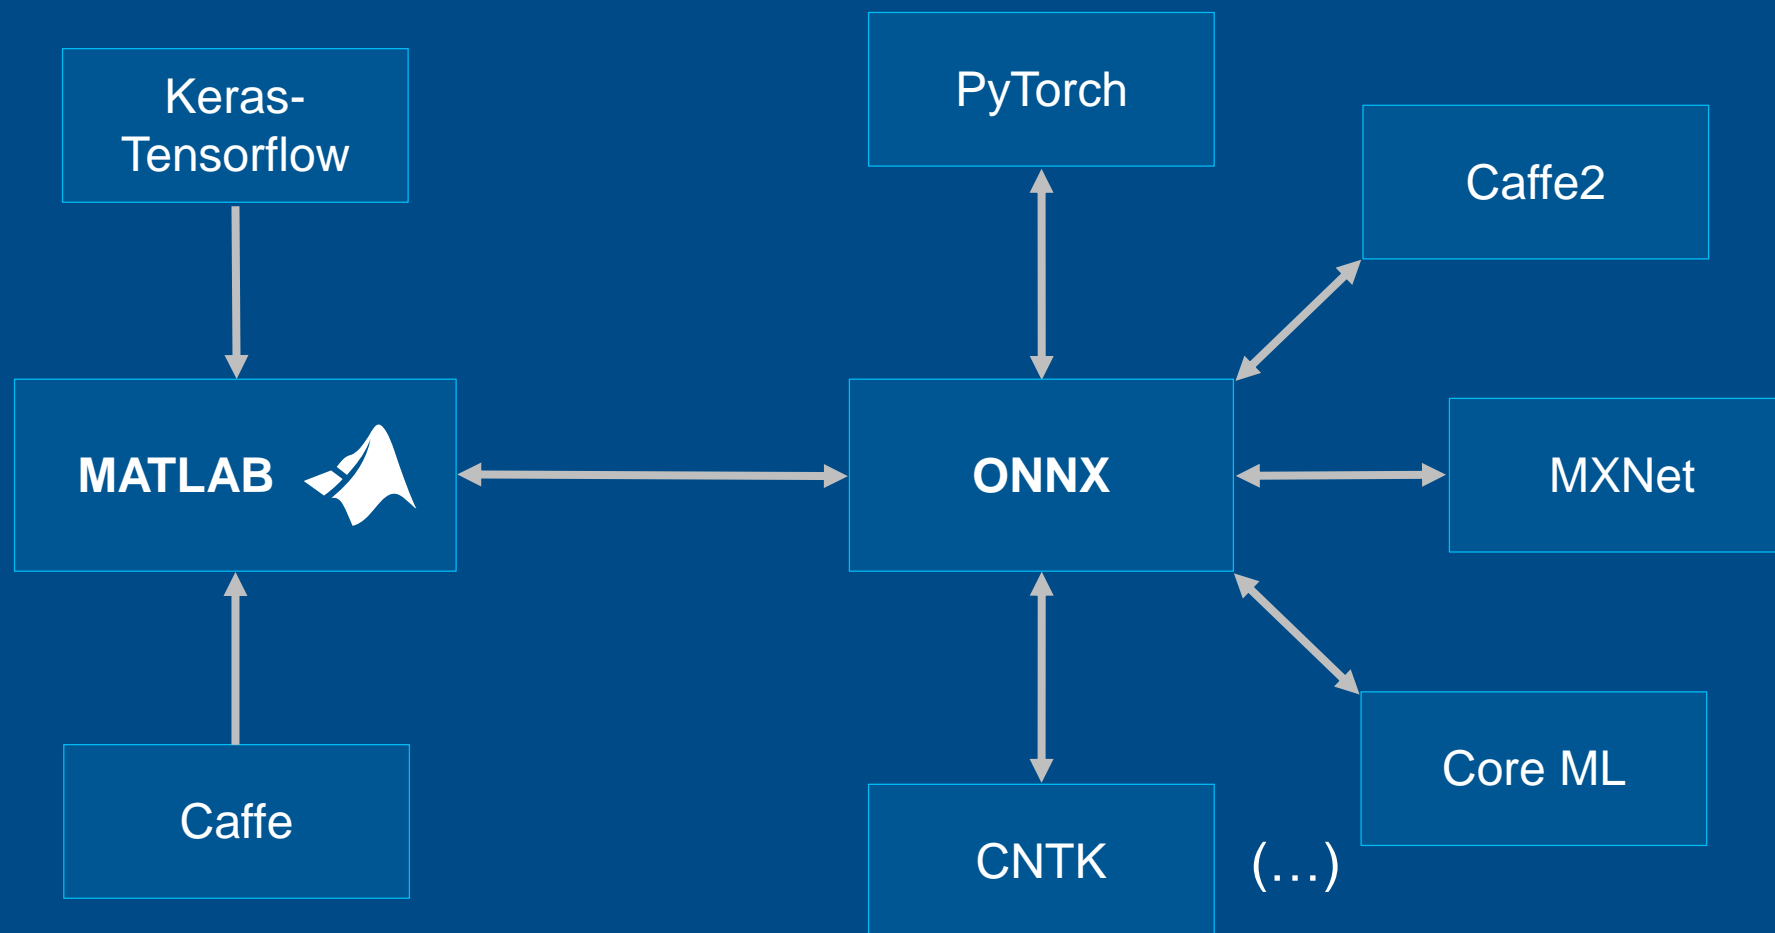 Keras-
Tensorflow
PyTorch
Caffe2
MATLAB
ONNX
MXNet
Caffe
CNTK
(...)
Core ML